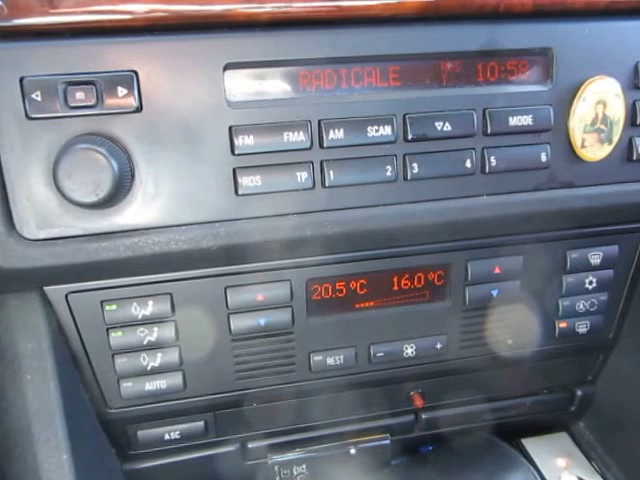 RADICALE 10:58
m
FM FMA AM SCAN MODE
RDS TP 1 2 3 4 5 6
20.5°C 16.0°C
REST - +
AUTO
ASC